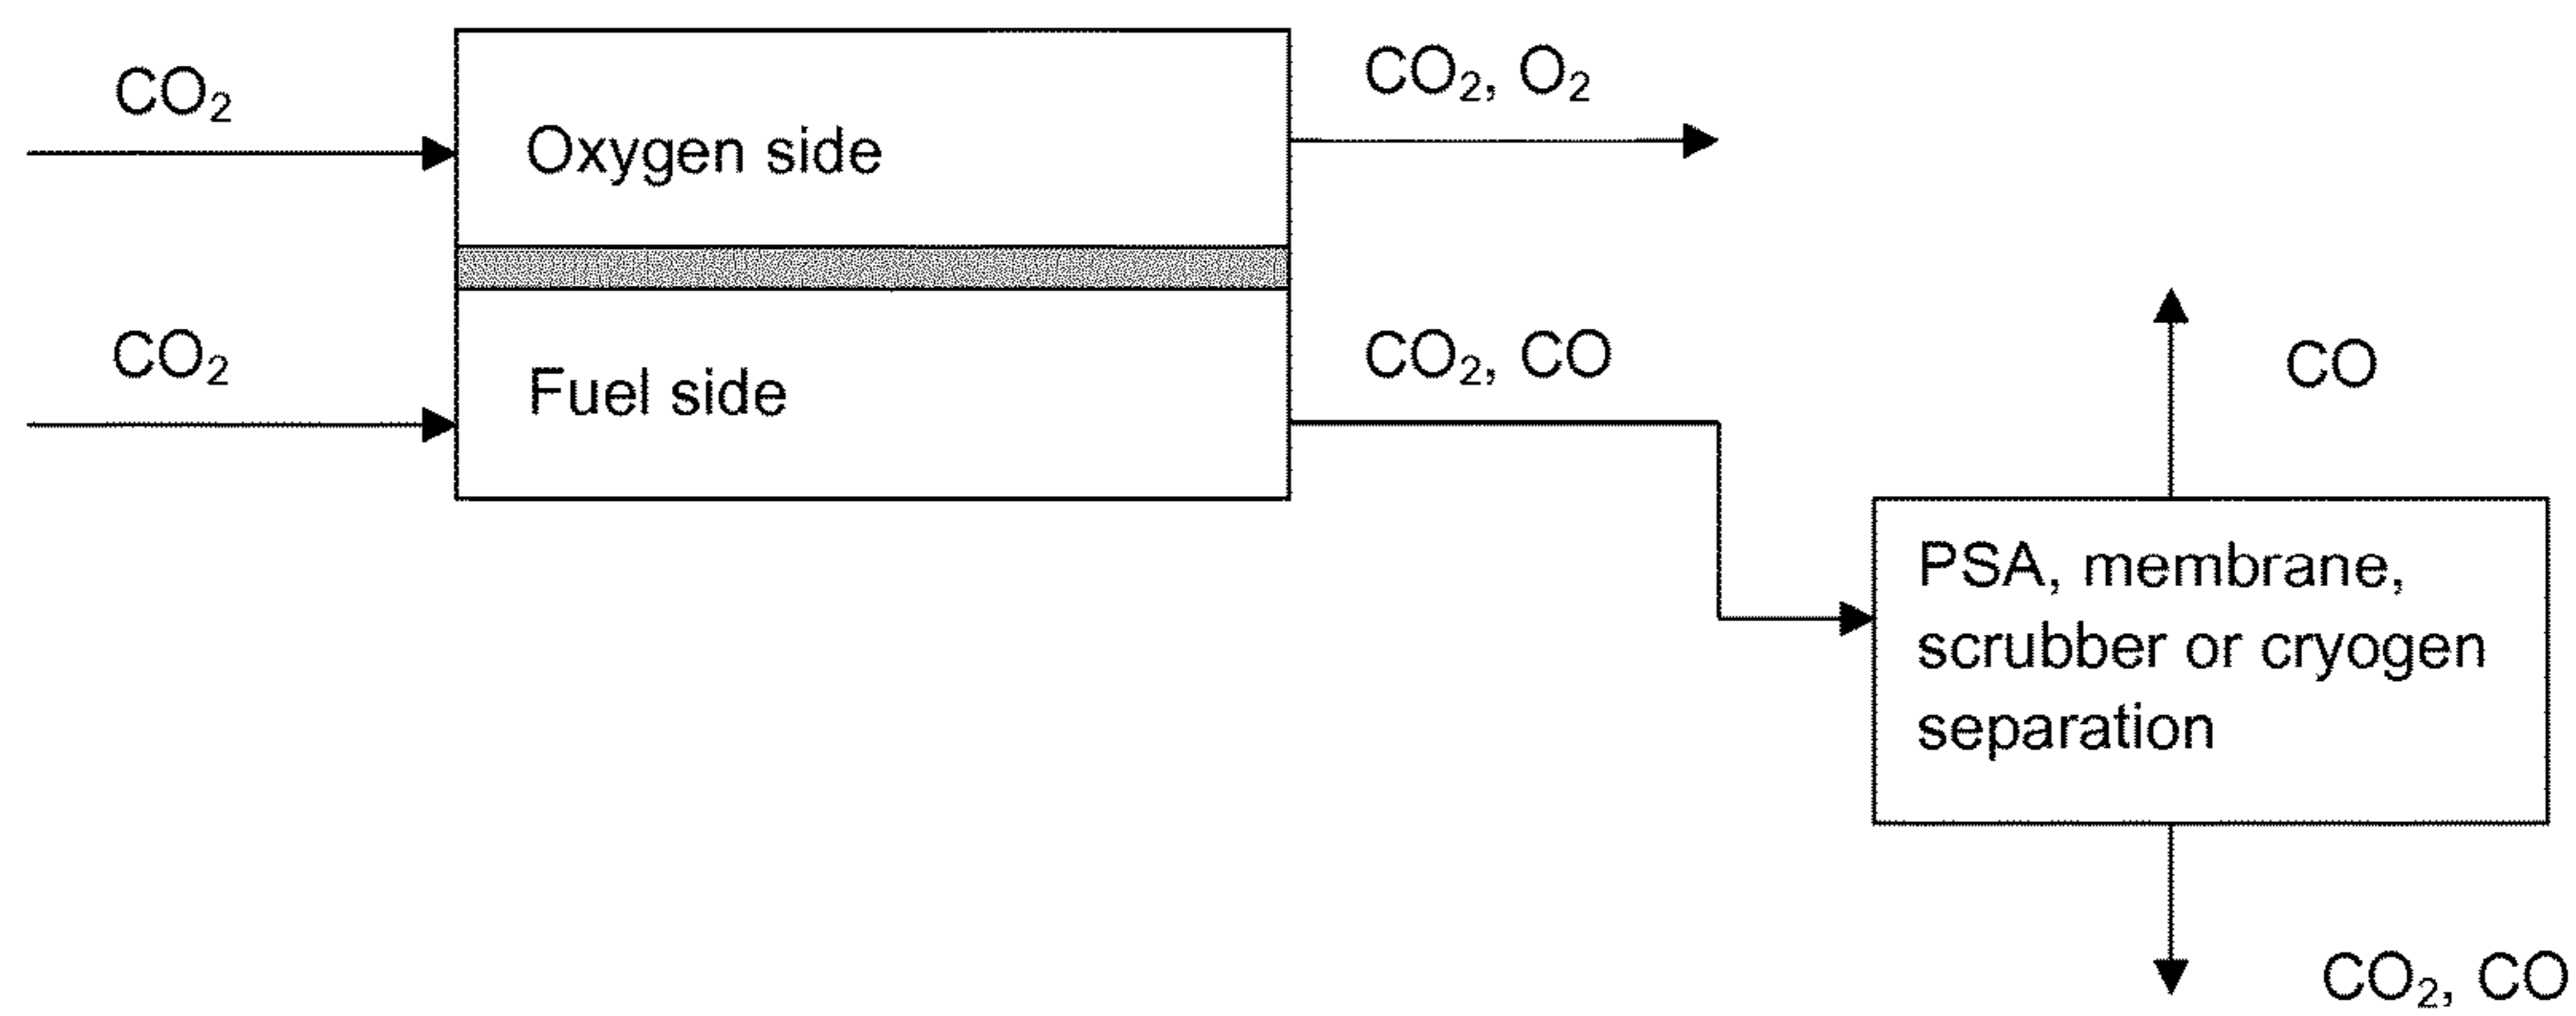 CO₂
CO₂, O₂
Oxygen side
CO₂
CO₂, CO
CO
Fuel side
PSA, membrane,
scrubber or cryogen
separation
CO₂, CO